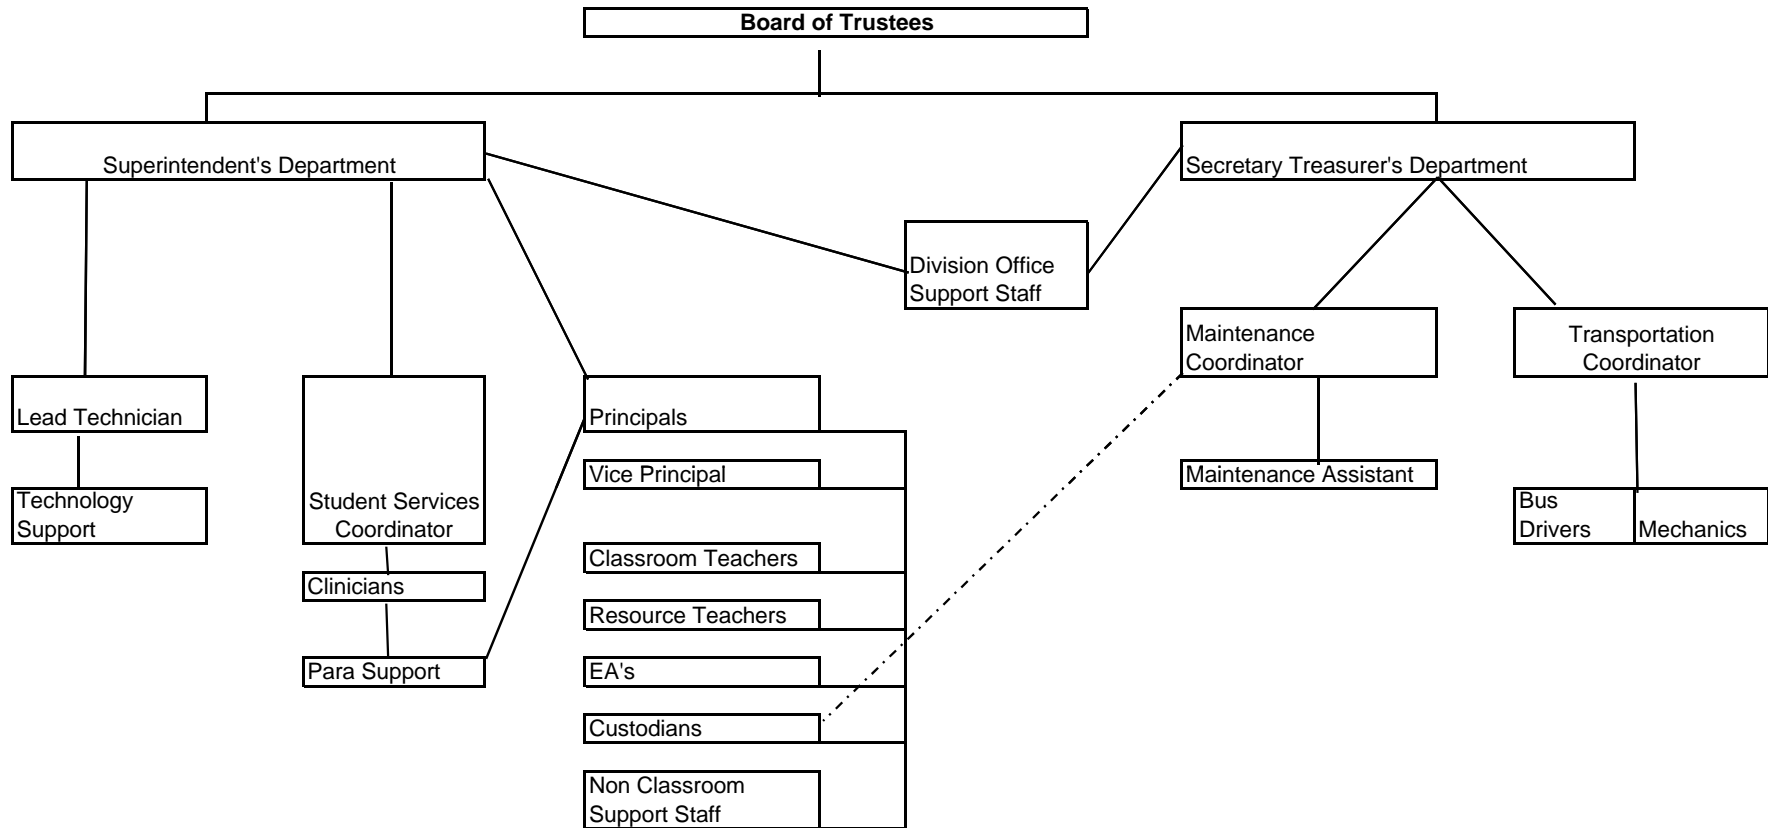 Board of Trustees
Superintendent's Department
Secretary Treasurer's Department
Division Office
Support Staff
Maintenance
Coordinator
Transportation
Coordinator
Lead Technician
Principals
Technology
Support
Student Services
Coordinator
Vice Principal
Maintenance Assistant
Bus
Drivers
Mechanics
Clinicians
Classroom Teachers
Resource Teachers
Para Support
EA's
Custodians
Non Classroom
Support Staff